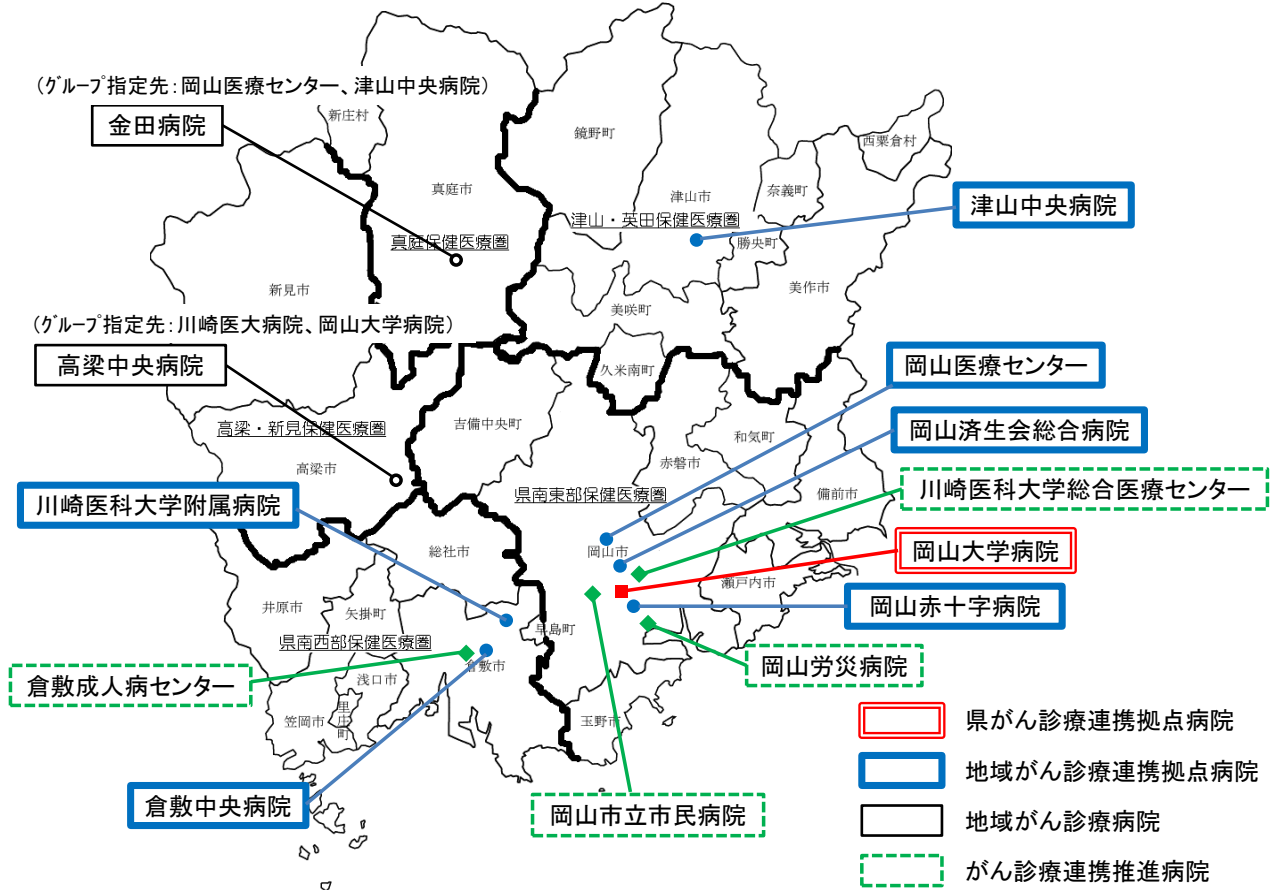 (ｸﾞﾙｰﾌﾟ指定先：岡山医療センター、津山中央病院)
金田病院
新庄村
鏡野町
西粟倉村
真庭市
津山市
奈義町
津山中央病院
津山・英田保健医療圏
真庭保健医療圏
勝央町
新見市
美作市
美咲町
(ｸﾞﾙｰﾌﾟ指定先：川崎医大病院、岡山大学病院)
高梁中央病院
岡山医療センター
久米南町
吉備中央町
高梁・新見保健医療圏
和気町
岡山済生会総合病院
高梁市
赤磐市
県南東部保健医療圏
備前市
川崎医科大学総合医療センター
川崎医科大学附属病院
総社市
岡山市
岡山大学病院
瀬戸内市
井原市
矢掛町
早島町
岡山赤十字病院
県南西部保健医療圏
倉敷市
岡山労災病院
倉敷成人病センター
浅口市
里庄町
笠岡市
玉野市
県がん診療連携拠点病院
地域がん診療連携拠点病院
倉敷中央病院
岡山市立市民病院
地域がん診療病院
がん診療連携推進病院